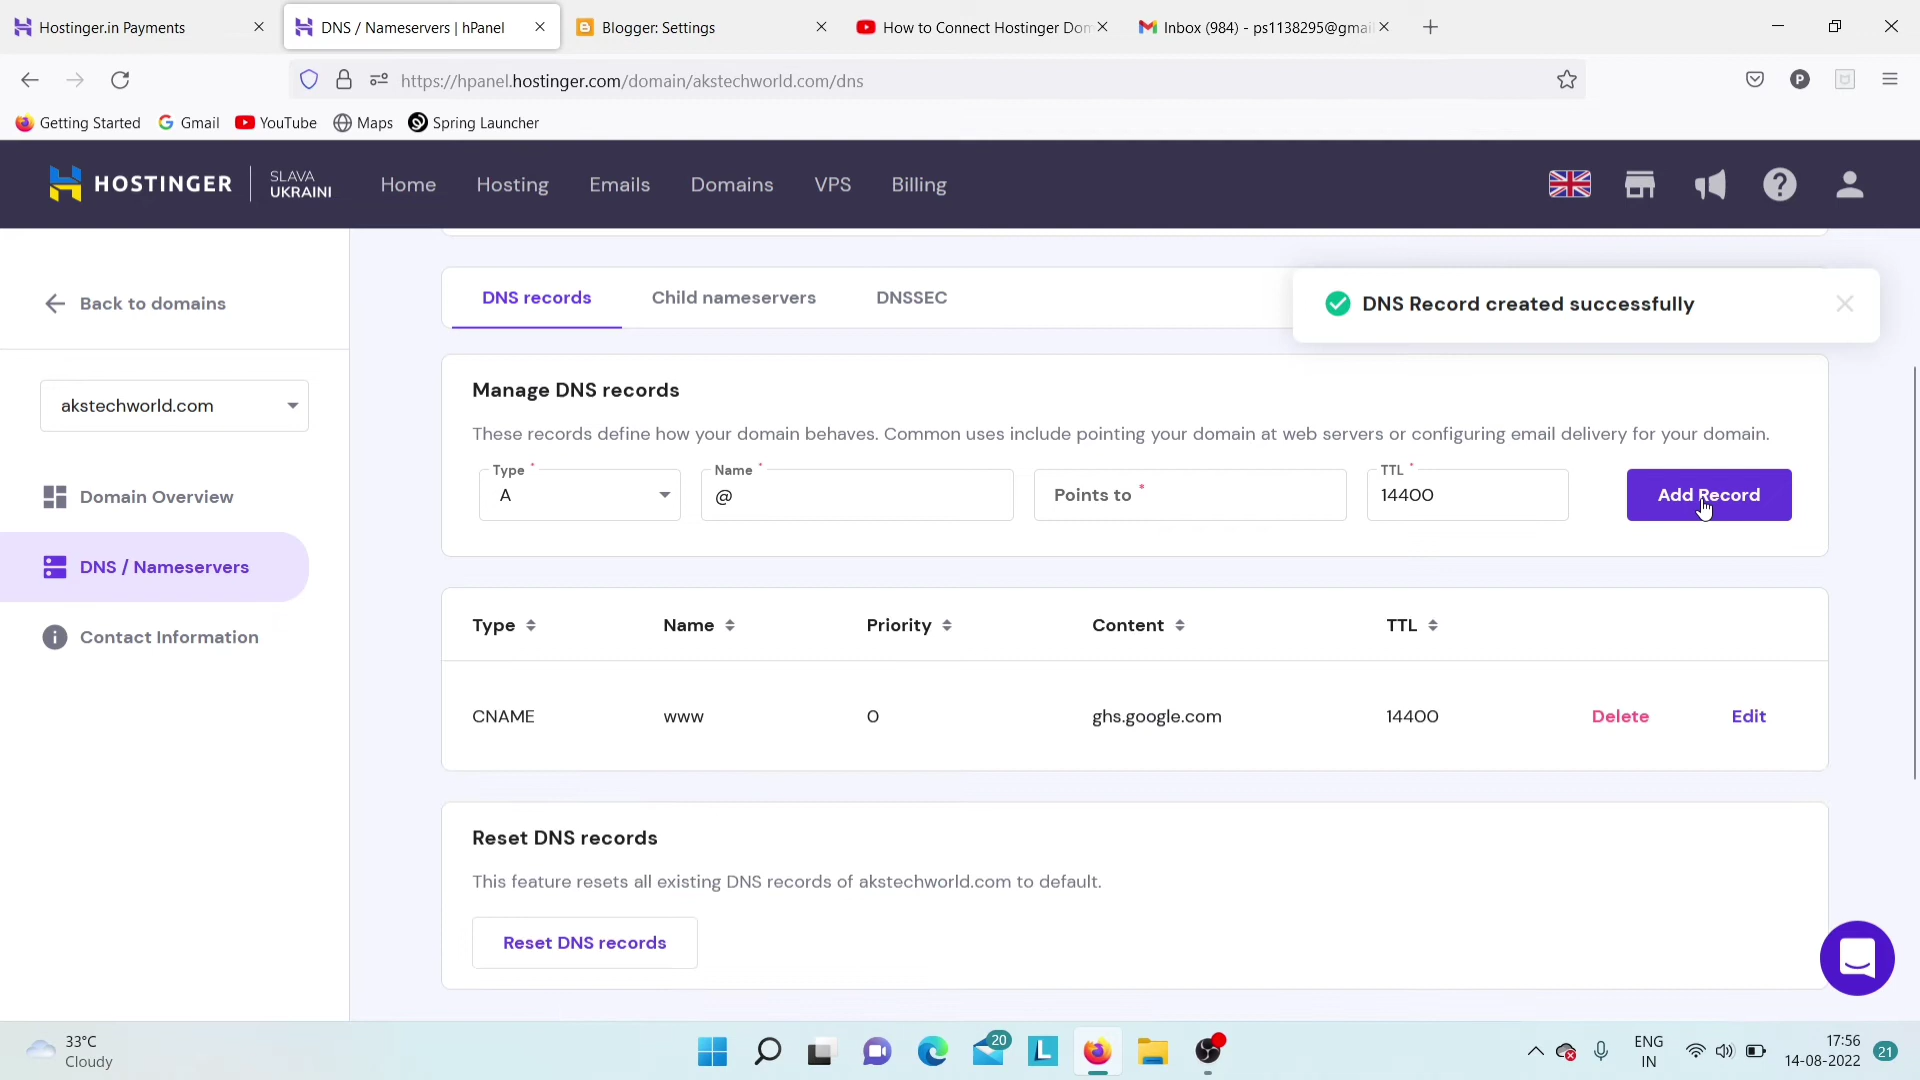 Hostinger.in Payments
DNS / Nameservers | hPanel
Blogger: Settings
How to Connect Hostinger Dom
Inbox (984) - ps1138295@gmai
https://hpanel.hostinger.com/domain/akstechworld.com/dns
P
Getting Started
Gmail
YouTube
Maps
Spring Launcher
HOSTINGER
SLAVA
UKRAINI
Home
Hosting
Emails
Domains
VPS
Billing
Back to domains
DNS records
Child nameservers
DNSSEC
DNS Record created successfully
akstechworld.com
Manage DNS records
These records define how your domain behaves. Common uses include pointing your domain at web servers or configuring email delivery for your domain.
Type *
A
Name *
@
Points to *
TTL *
14400
Add Record
Domain Overview
DNS / Nameservers
Contact Information
Type
Name
Priority
Content
TTL
CNAME
www
0
ghs.google.com
14400
Delete
Edit
Reset DNS records
This feature resets all existing DNS records of akstechworld.com to default.
Reset DNS records
33°C
Cloudy
20
L
ENG
IN
17:56
14-08-2022
21